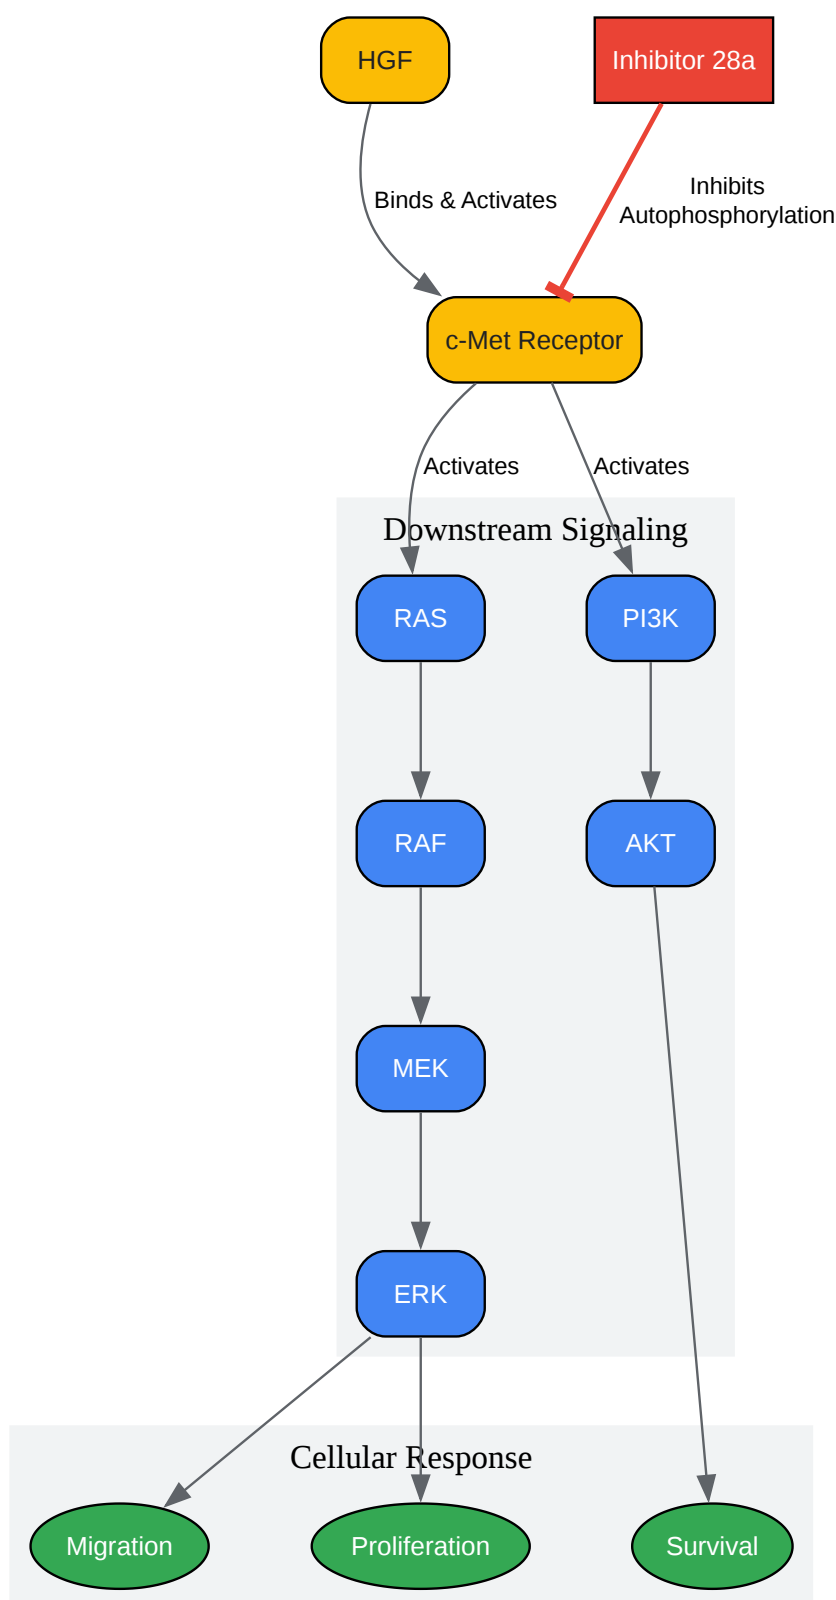 HGF
Inhibitor 28a
Binds & Activates
Inhibits
Autophosphorylation
c-Met Receptor
Activates
Activates
Downstream Signaling
RAS
PI3K
RAF
AKT
MEK
ERK
Cellular Response
Migration
Proliferation
Survival